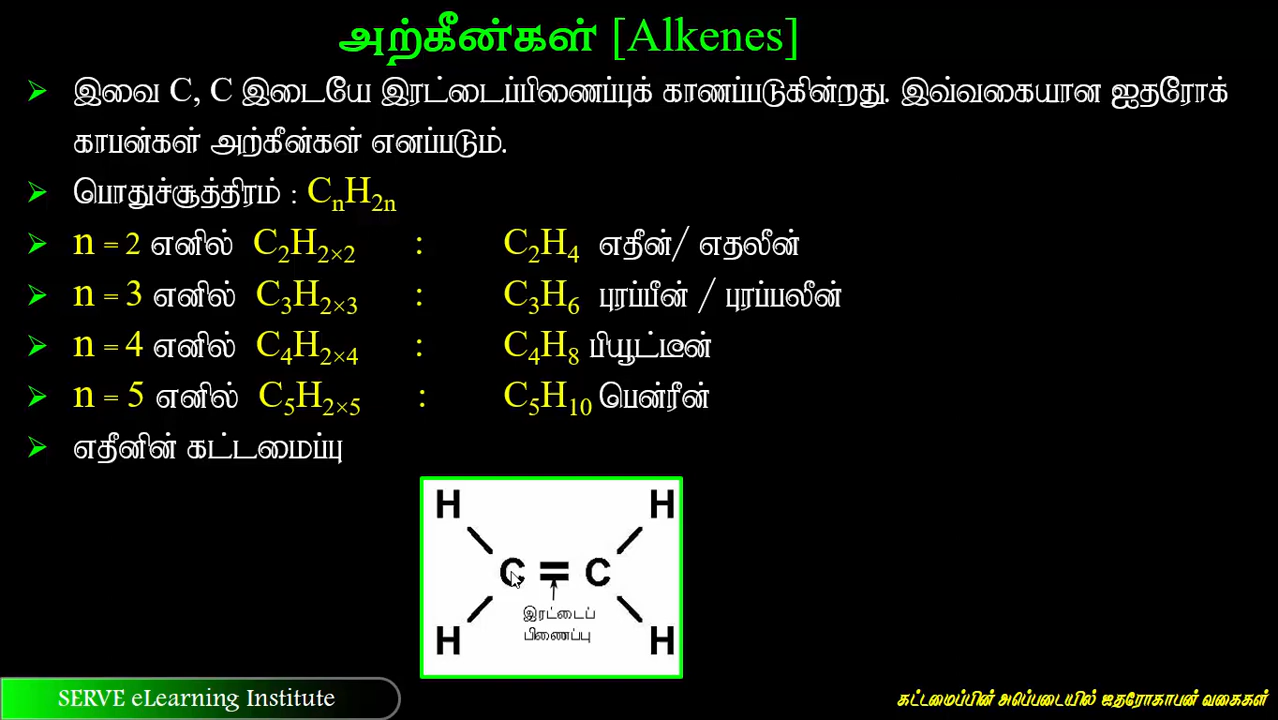 அற்கீன்கள் [Alkenes]
இவை C, C இடையே இரட்டைப்பிணைப்புக் காணப்படுகின்றது. இவ்வகையான ஐதரோக்
காபன்கள் அற்கீன்கள் எனப்படும்.
பொதுச்சூத்திரம் : CₙH₂ₙ
n = 2 எனில் C₂H₂×₂ : C₂H₄ எதீன்/ எதலீன்
n = 3 எனில் C₃H₂×₃ : C₃H₆ புரப்பீன் / புரப்பலீன்
n = 4 எனில் C₄H₂×₄ : C₄H₈ பியூட்டீன்
n = 5 எனில் C₅H₂×₅ : C₅H₁₀ பென்ரீன்
எதீனின் கட்டமைப்பு
H H
C = C
இரட்டைப்
பிணைப்பு
H H
SERVE eLearning Institute
கட்டமைப்பின் அடிப்படையில் ஐதரோகாபன் வகைகள்